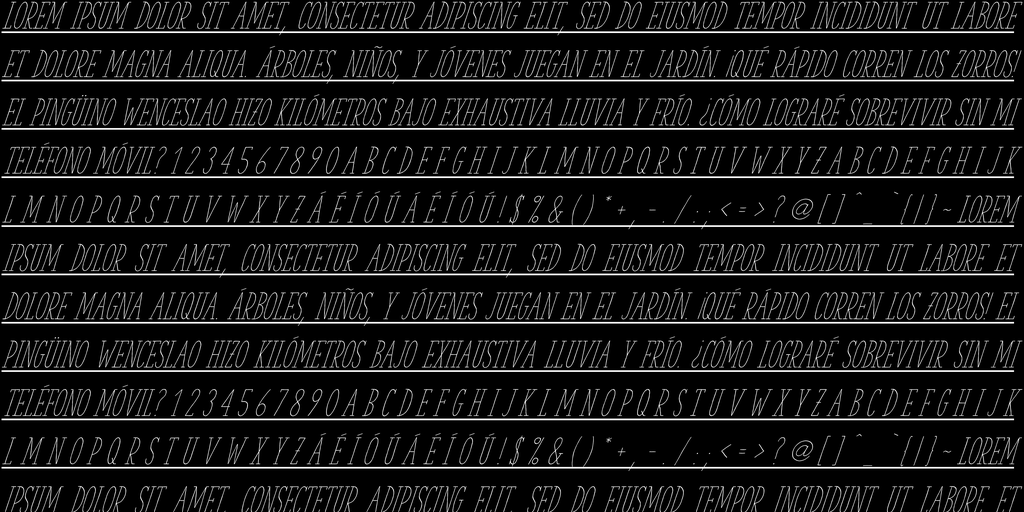 LOREM IPSUM DOLOR SIT AMET, CONSECTETUR ADIPISCING ELIT, SED DO EIUSMOD TEMPOR INCIDIDUNT UT LABORE
ET DOLORE MAGNA ALIQUA. ÁRBOLES, NIÑOS, Y JÓVENES JUEGAN EN EL JARDÍN. ¡QUÉ RÁPIDO CORREN LOS ZORROS!
EL PINGÜINO WENCESLAO HIZO KILÓMETROS BAJO EXHAUSTIVA LLUVIA Y FRÍO. ¿CÓMO LOGRARÉ SOBREVIVIR SIN MI
TELÉFONO MÓVIL? 1 2 3 4 5 6 7 8 9 0 A B C D E F G H I J K L M N O P Q R S T U V W X Y Z A B C D E F G H I J K
L M N O P Q R S T U V W X Y Z Á É Í Ó Ú Á É Í Ó Ú ! $ % & ( ) * + , - . / : ; < = > ? @ [ ] ^ _ ` { | } ~ LOREM
IPSUM DOLOR SIT AMET, CONSECTETUR ADIPISCING ELIT, SED DO EIUSMOD TEMPOR INCIDIDUNT UT LABORE ET
DOLORE MAGNA ALIQUA. ÁRBOLES, NIÑOS, Y JÓVENES JUEGAN EN EL JARDÍN. ¡QUÉ RÁPIDO CORREN LOS ZORROS! EL
PINGÜINO WENCESLAO HIZO KILÓMETROS BAJO EXHAUSTIVA LLUVIA Y FRÍO. ¿CÓMO LOGRARÉ SOBREVIVIR SIN MI
TELÉFONO MÓVIL? 1 2 3 4 5 6 7 8 9 0 A B C D E F G H I J K L M N O P Q R S T U V W X Y Z A B C D E F G H I J K
L M N O P Q R S T U V W X Y Z Á É Í Ó Ú Á É Í Ó Ú ! $ % & ( ) * + , - . / : ; < = > ? @ [ ] ^ _ ` { | } ~ LOREM
IPSUM DOLOR SIT AMET, CONSECTETUR ADIPISCING ELIT, SED DO EIUSMOD TEMPOR INCIDIDUNT UT LABORE ET